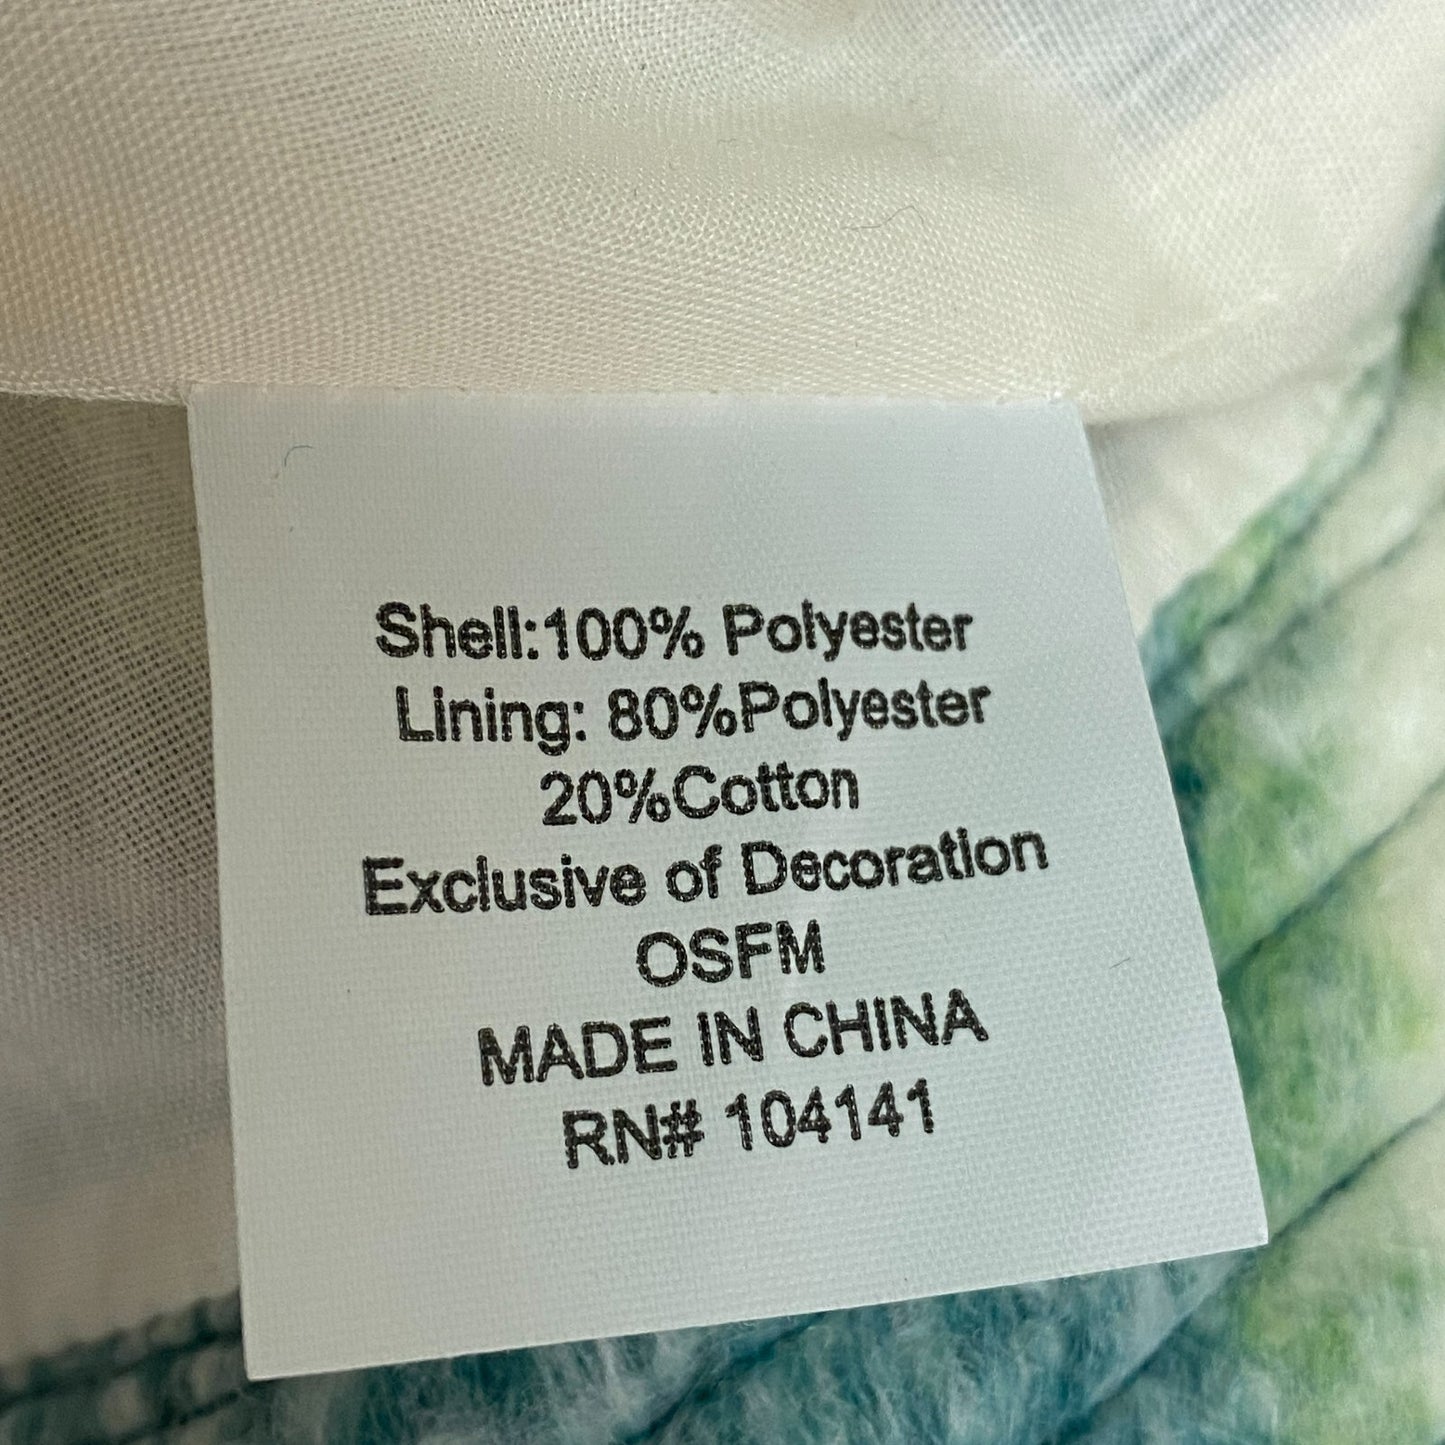 Shell:100% Polyester
Lining: 80%Polyester
20%Cotton
Exclusive of Decoration
OSFM
MADE IN CHINA
RN# 104141